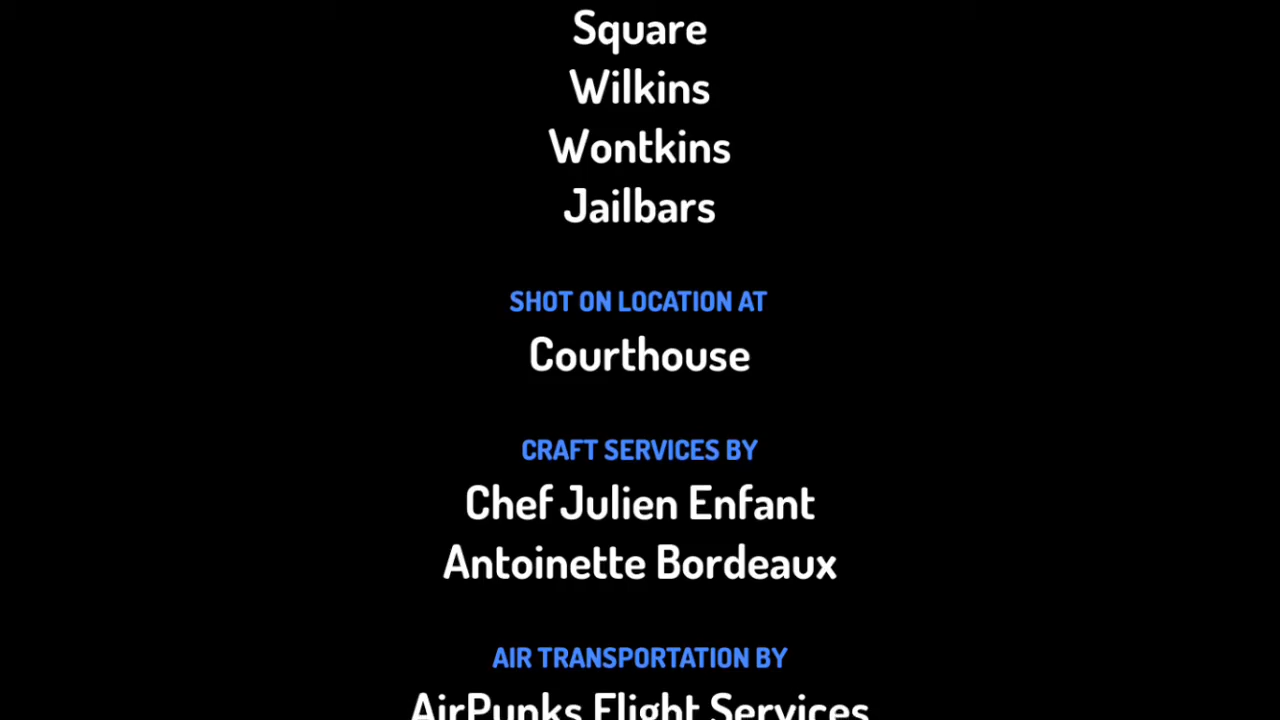 Square
Wilkins
Wontkins
Jailbars
SHOT ON LOCATION AT
Courthouse
CRAFT SERVICES BY
Chef Julien Enfant
Antoinette Bordeaux
AIR TRANSPORTATION BY
AirPunks Flight Services